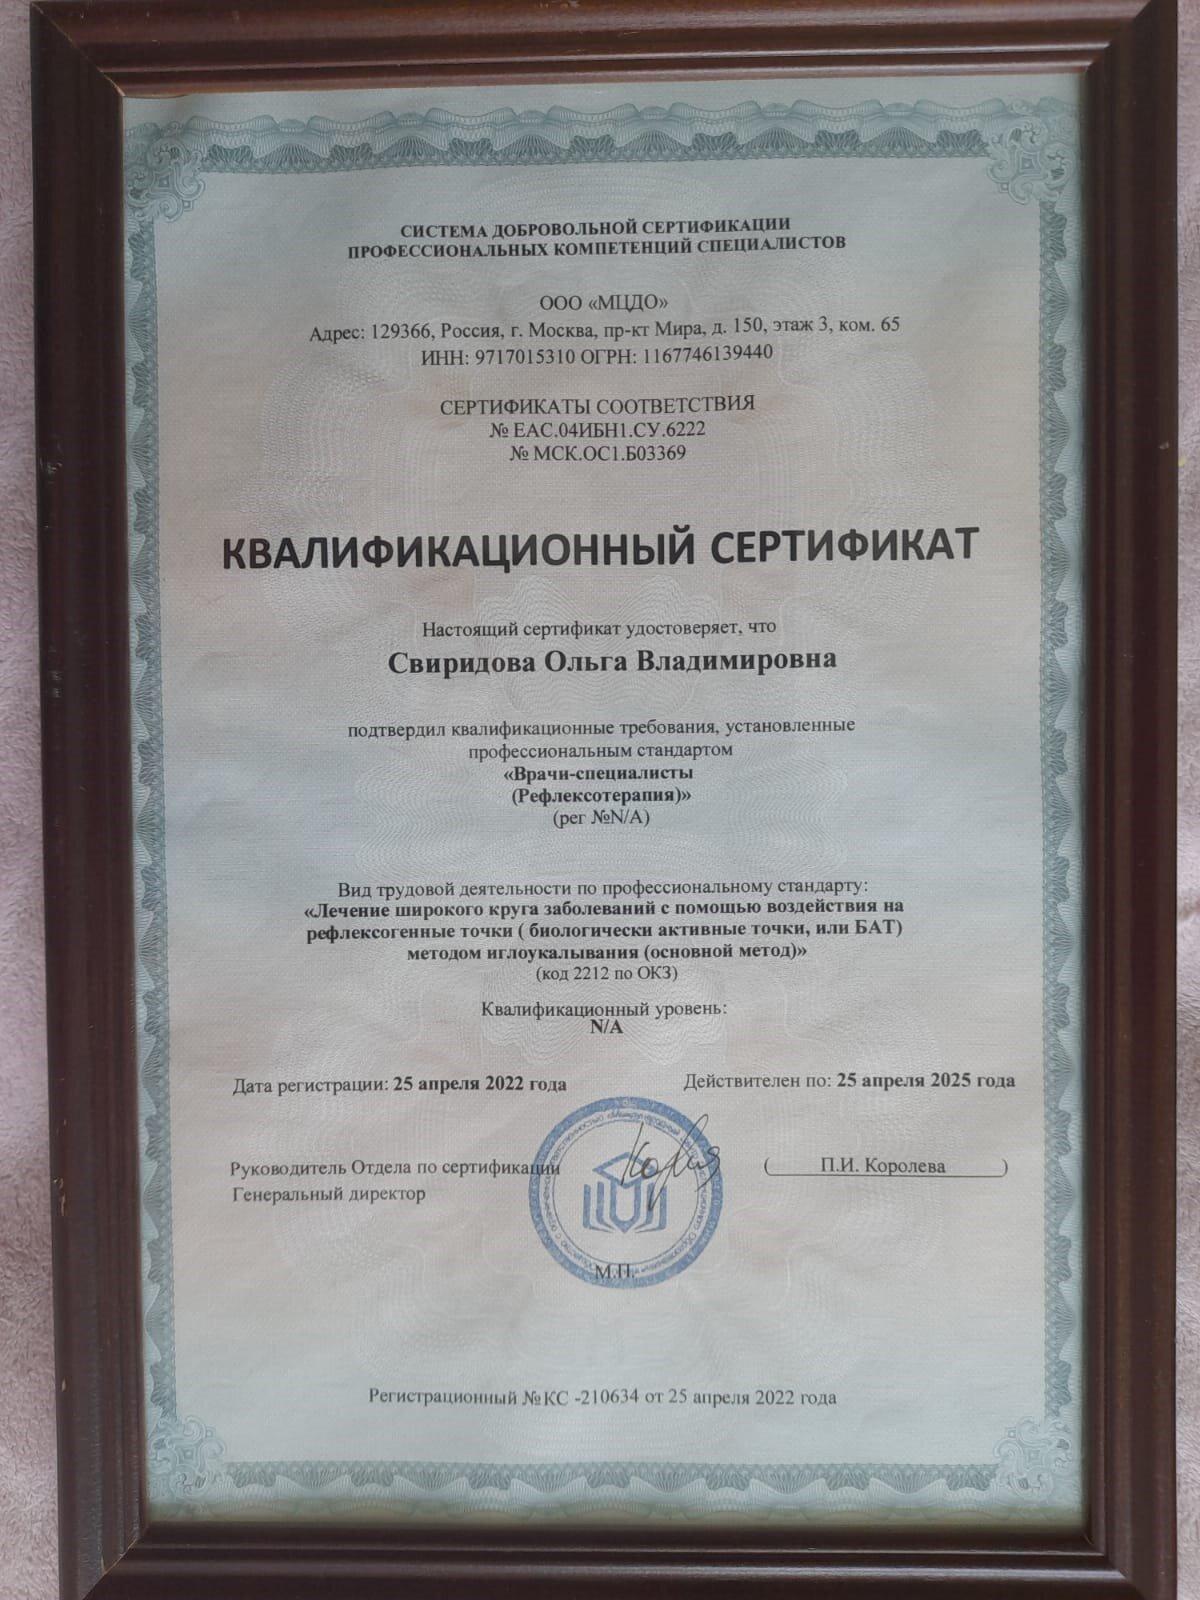 СИСТЕМА ДОБРОВОЛЬНОЙ СЕРТИФИКАЦИИ
ПРОФЕССИОНАЛЬНЫХ КОМПЕТЕНЦИЙ СПЕЦИАЛИСТОВ
ООО «МЦДО»
Адрес: 129366, Россия, г. Москва, пр-кт Мира, д. 150, этаж 3, ком. 65
ИНН: 9717015310 ОГРН: 1167746139440
СЕРТИФИКАТЫ СООТВЕТСТВИЯ
№ ЕАС.04ИБН1.СУ.6222
№ МСК.ОС1.Б03369
КВАЛИФИКАЦИОННЫЙ СЕРТИФИКАТ
Настоящий сертификат удостоверяет, что
Свиридова Ольга Владимировна
подтвердил квалификационные требования, установленные
профессиональным стандартом
«Врачи-специалисты
(Рефлексотерапия)»
(рег №N/A)
Вид трудовой деятельности по профессиональному стандарту:
«Лечение широкого круга заболеваний с помощью воздействия на
рефлексогенные точки ( биологически активные точки, или БАТ)
методом иглоукалывания (основной метод)»
(код 2212 по ОКЗ)
Квалификационный уровень:
N/A
Дата регистрации: 25 апреля 2022 года Действителен по: 25 апреля 2025 года
Руководитель Отдела по сертификации ( П.И. Королева )
Генеральный директор
М.П.
Регистрационный №КС -210634 от 25 апреля 2022 года